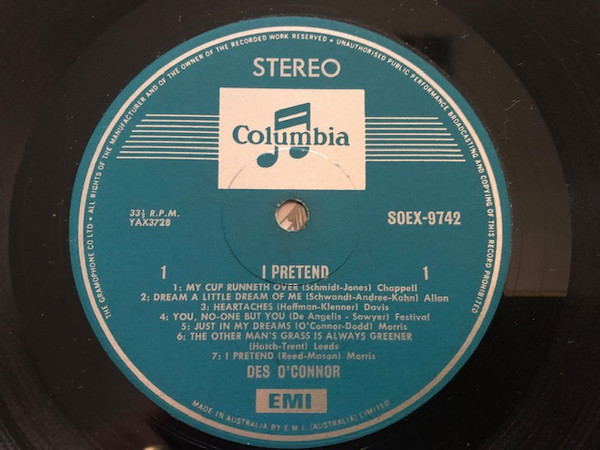 THE GRAMOPHONE CO LTD • ALL RIGHTS OF THE MANUFACTURER AND OF THE OWNER OF THE RECORDED WORK RESERVED • UNAUTHORISED PUBLIC PERFORMANCE BROADCASTING AND COPYING OF THIS RECORD PROHIBITED
STEREO
Columbia
33⅓ R.P.M.
YAX3728
SOEX-9742
1 I PRETEND 1
1: MY CUP RUNNETH OVER (Schmidt-Jones) Chappell
2: DREAM A LITTLE DREAM OF ME (Schwandt-Andree-Kahn) Allan
3: HEARTACHES (Hoffman-Klenner) Davis
4: YOU, NO-ONE BUT YOU (De Angelis - Sawyer) Festival
5: JUST IN MY DREAMS (O'Connor-Dodd) Morris
6: THE OTHER MAN'S GRASS IS ALWAYS GREENER
(Hatch-Trent) Leeds
7: I PRETEND (Reed-Mason) Morris
DES O'CONNOR
EMI
MADE IN AUSTRALIA BY E.M.I. (AUSTRALIA) LIMITED